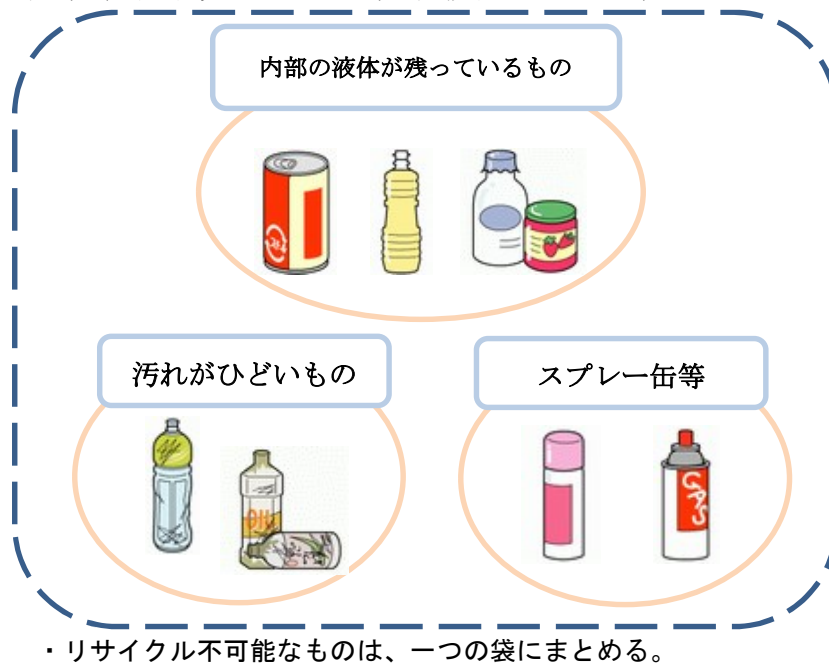 内部の液体が残っているもの
汚れがひどいもの
スプレー缶等
OIL
GAS
・リサイクル不可能なものは、一つの袋にまとめる。